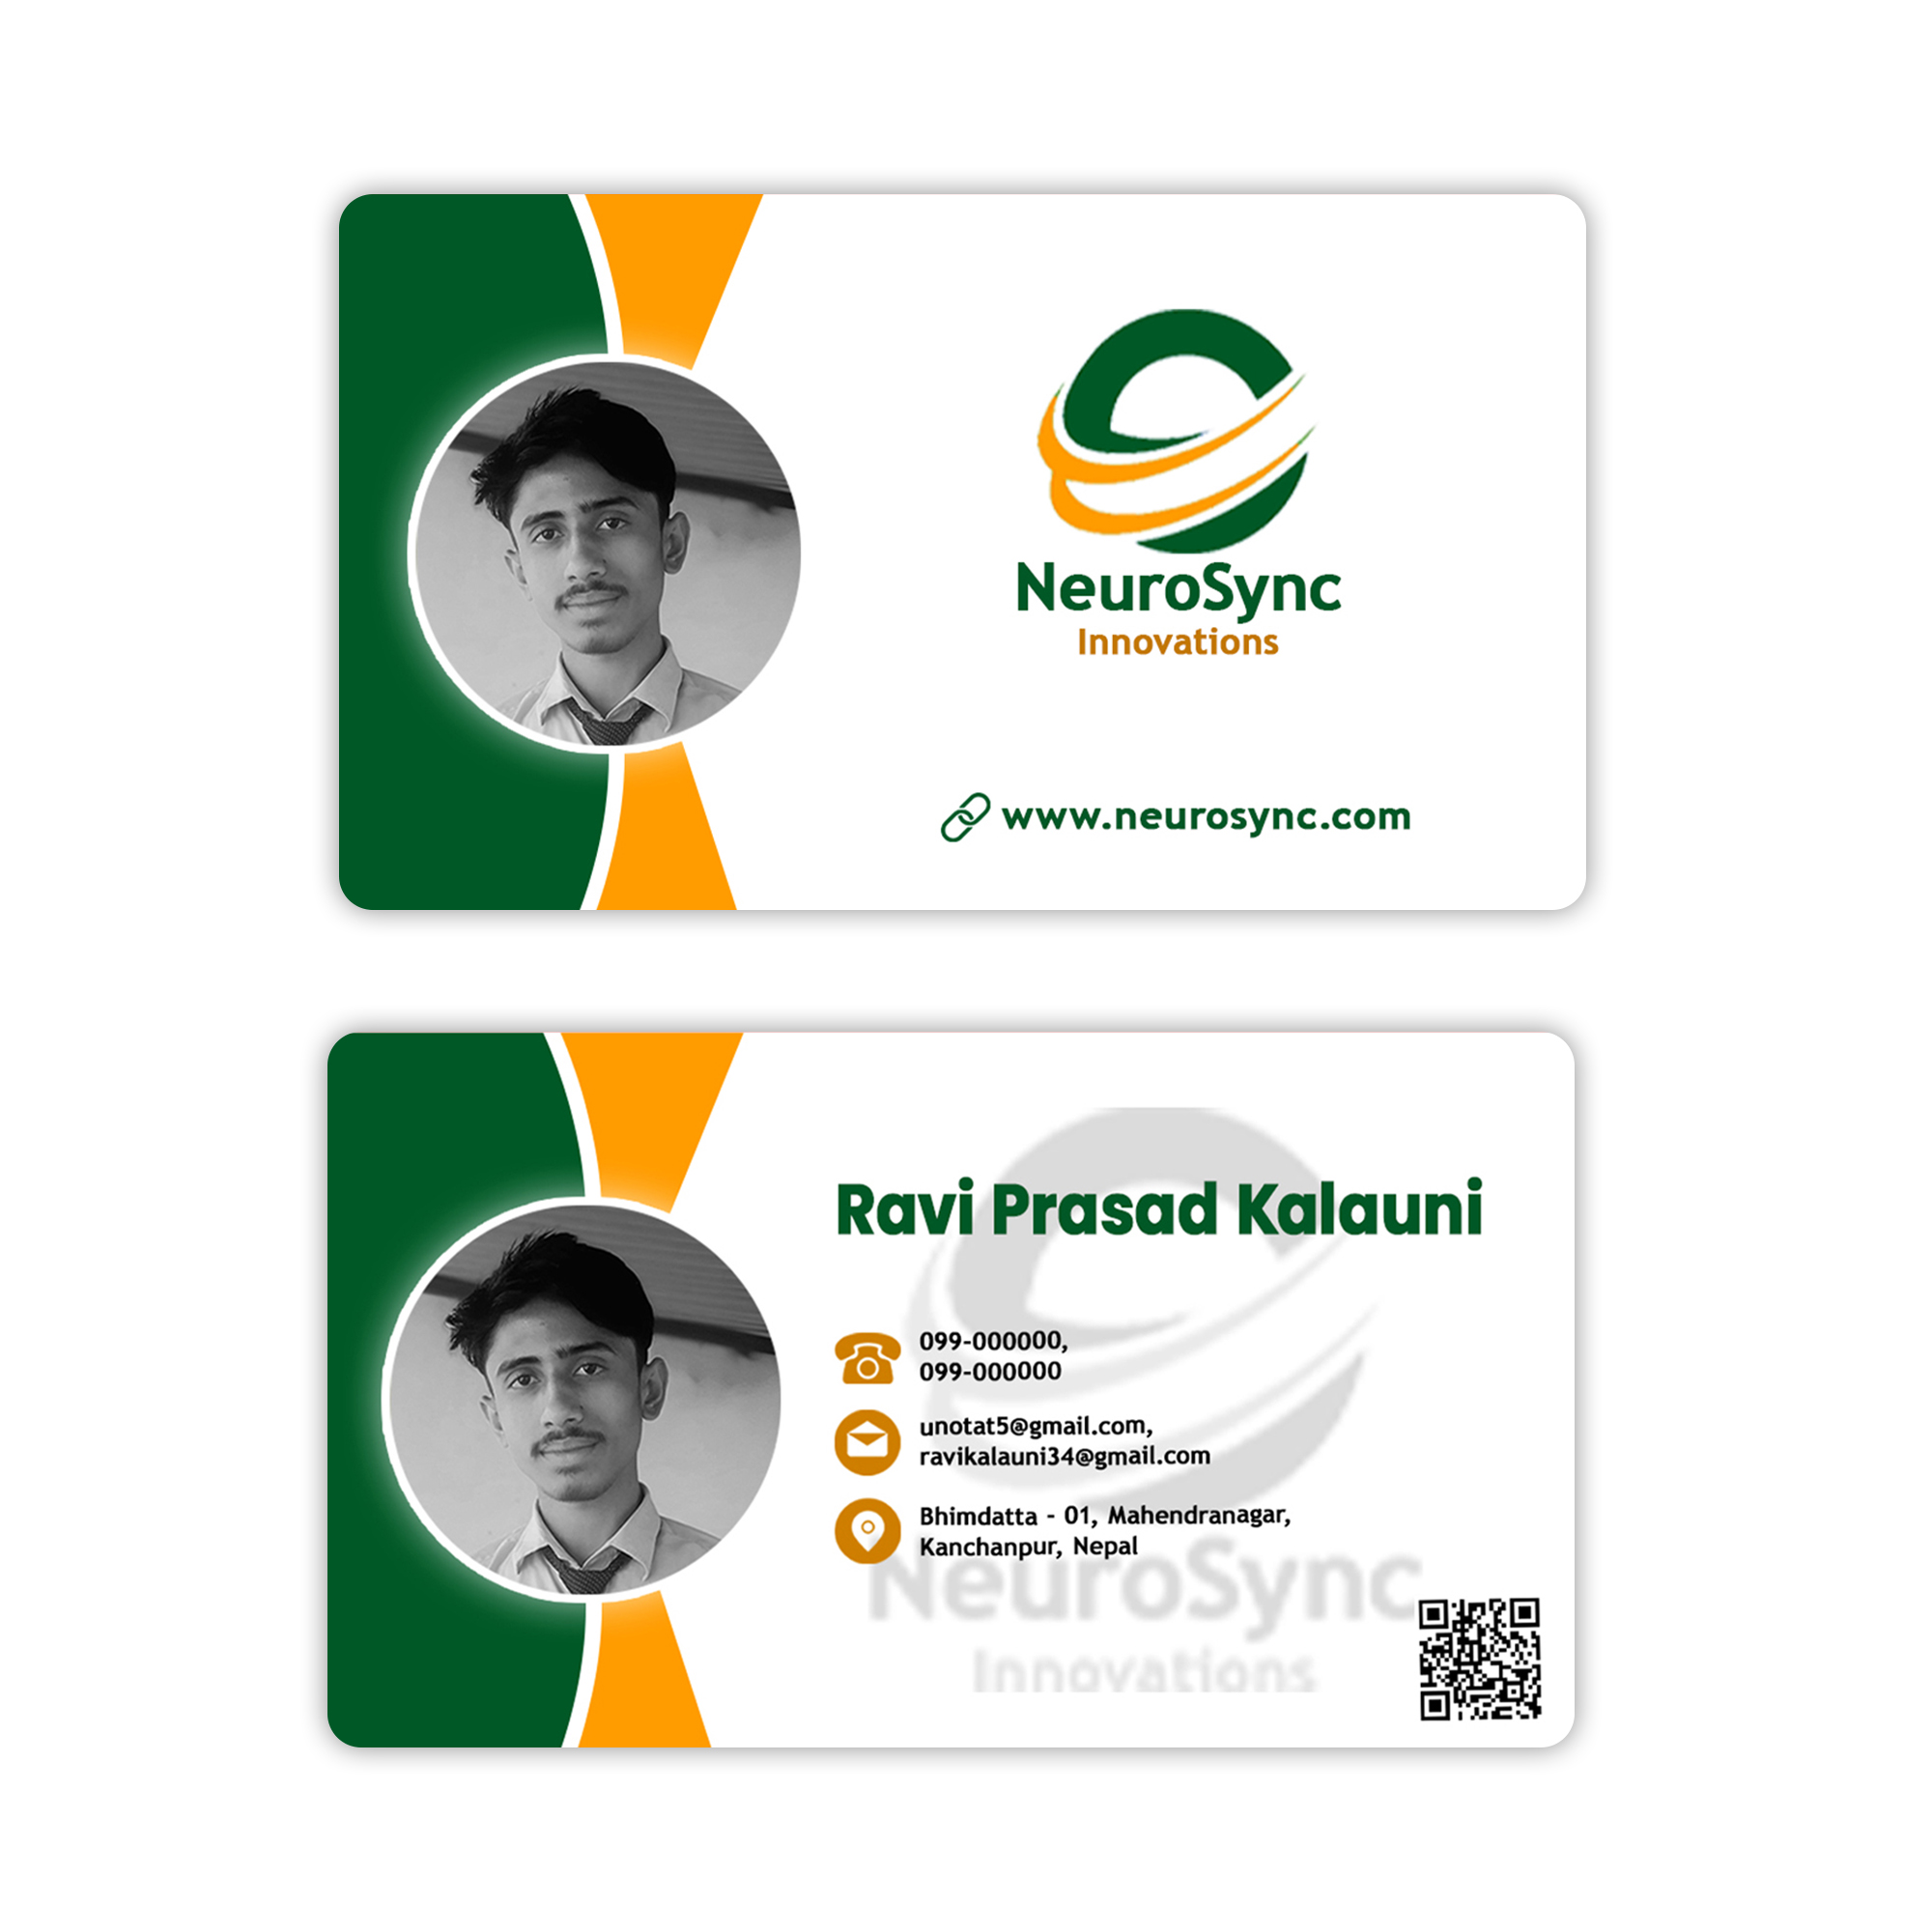 NeuroSync
Innovations
www.neurosync.com
Ravi Prasad Kalauni
099-000000,
099-000000
unotat5@gmail.com,
ravikalauni34@gmail.com
Bhimdatta - 01, Mahendranagar,
Kanchanpur, Nepal
NeuroSync
Innovations